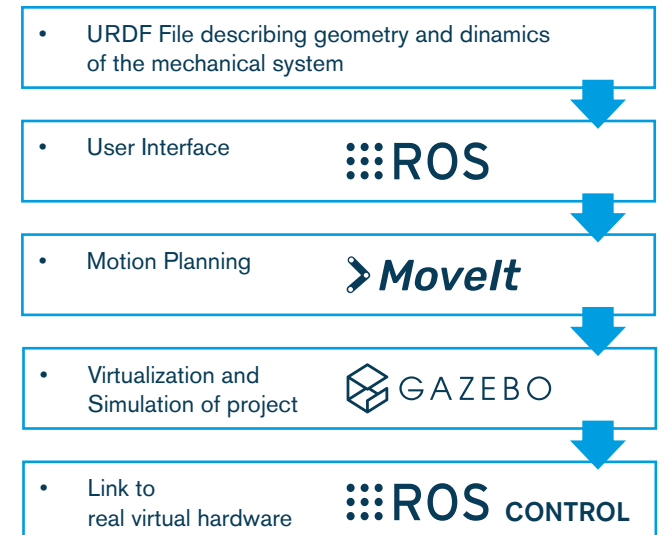 • URDF File describing geometry and dinamics
of the mechanical system
• User Interface
ROS
• Motion Planning
MoveIt
• Virtualization and
Simulation of project
GAZEBO
• Link to
real virtual hardware
ROS CONTROL